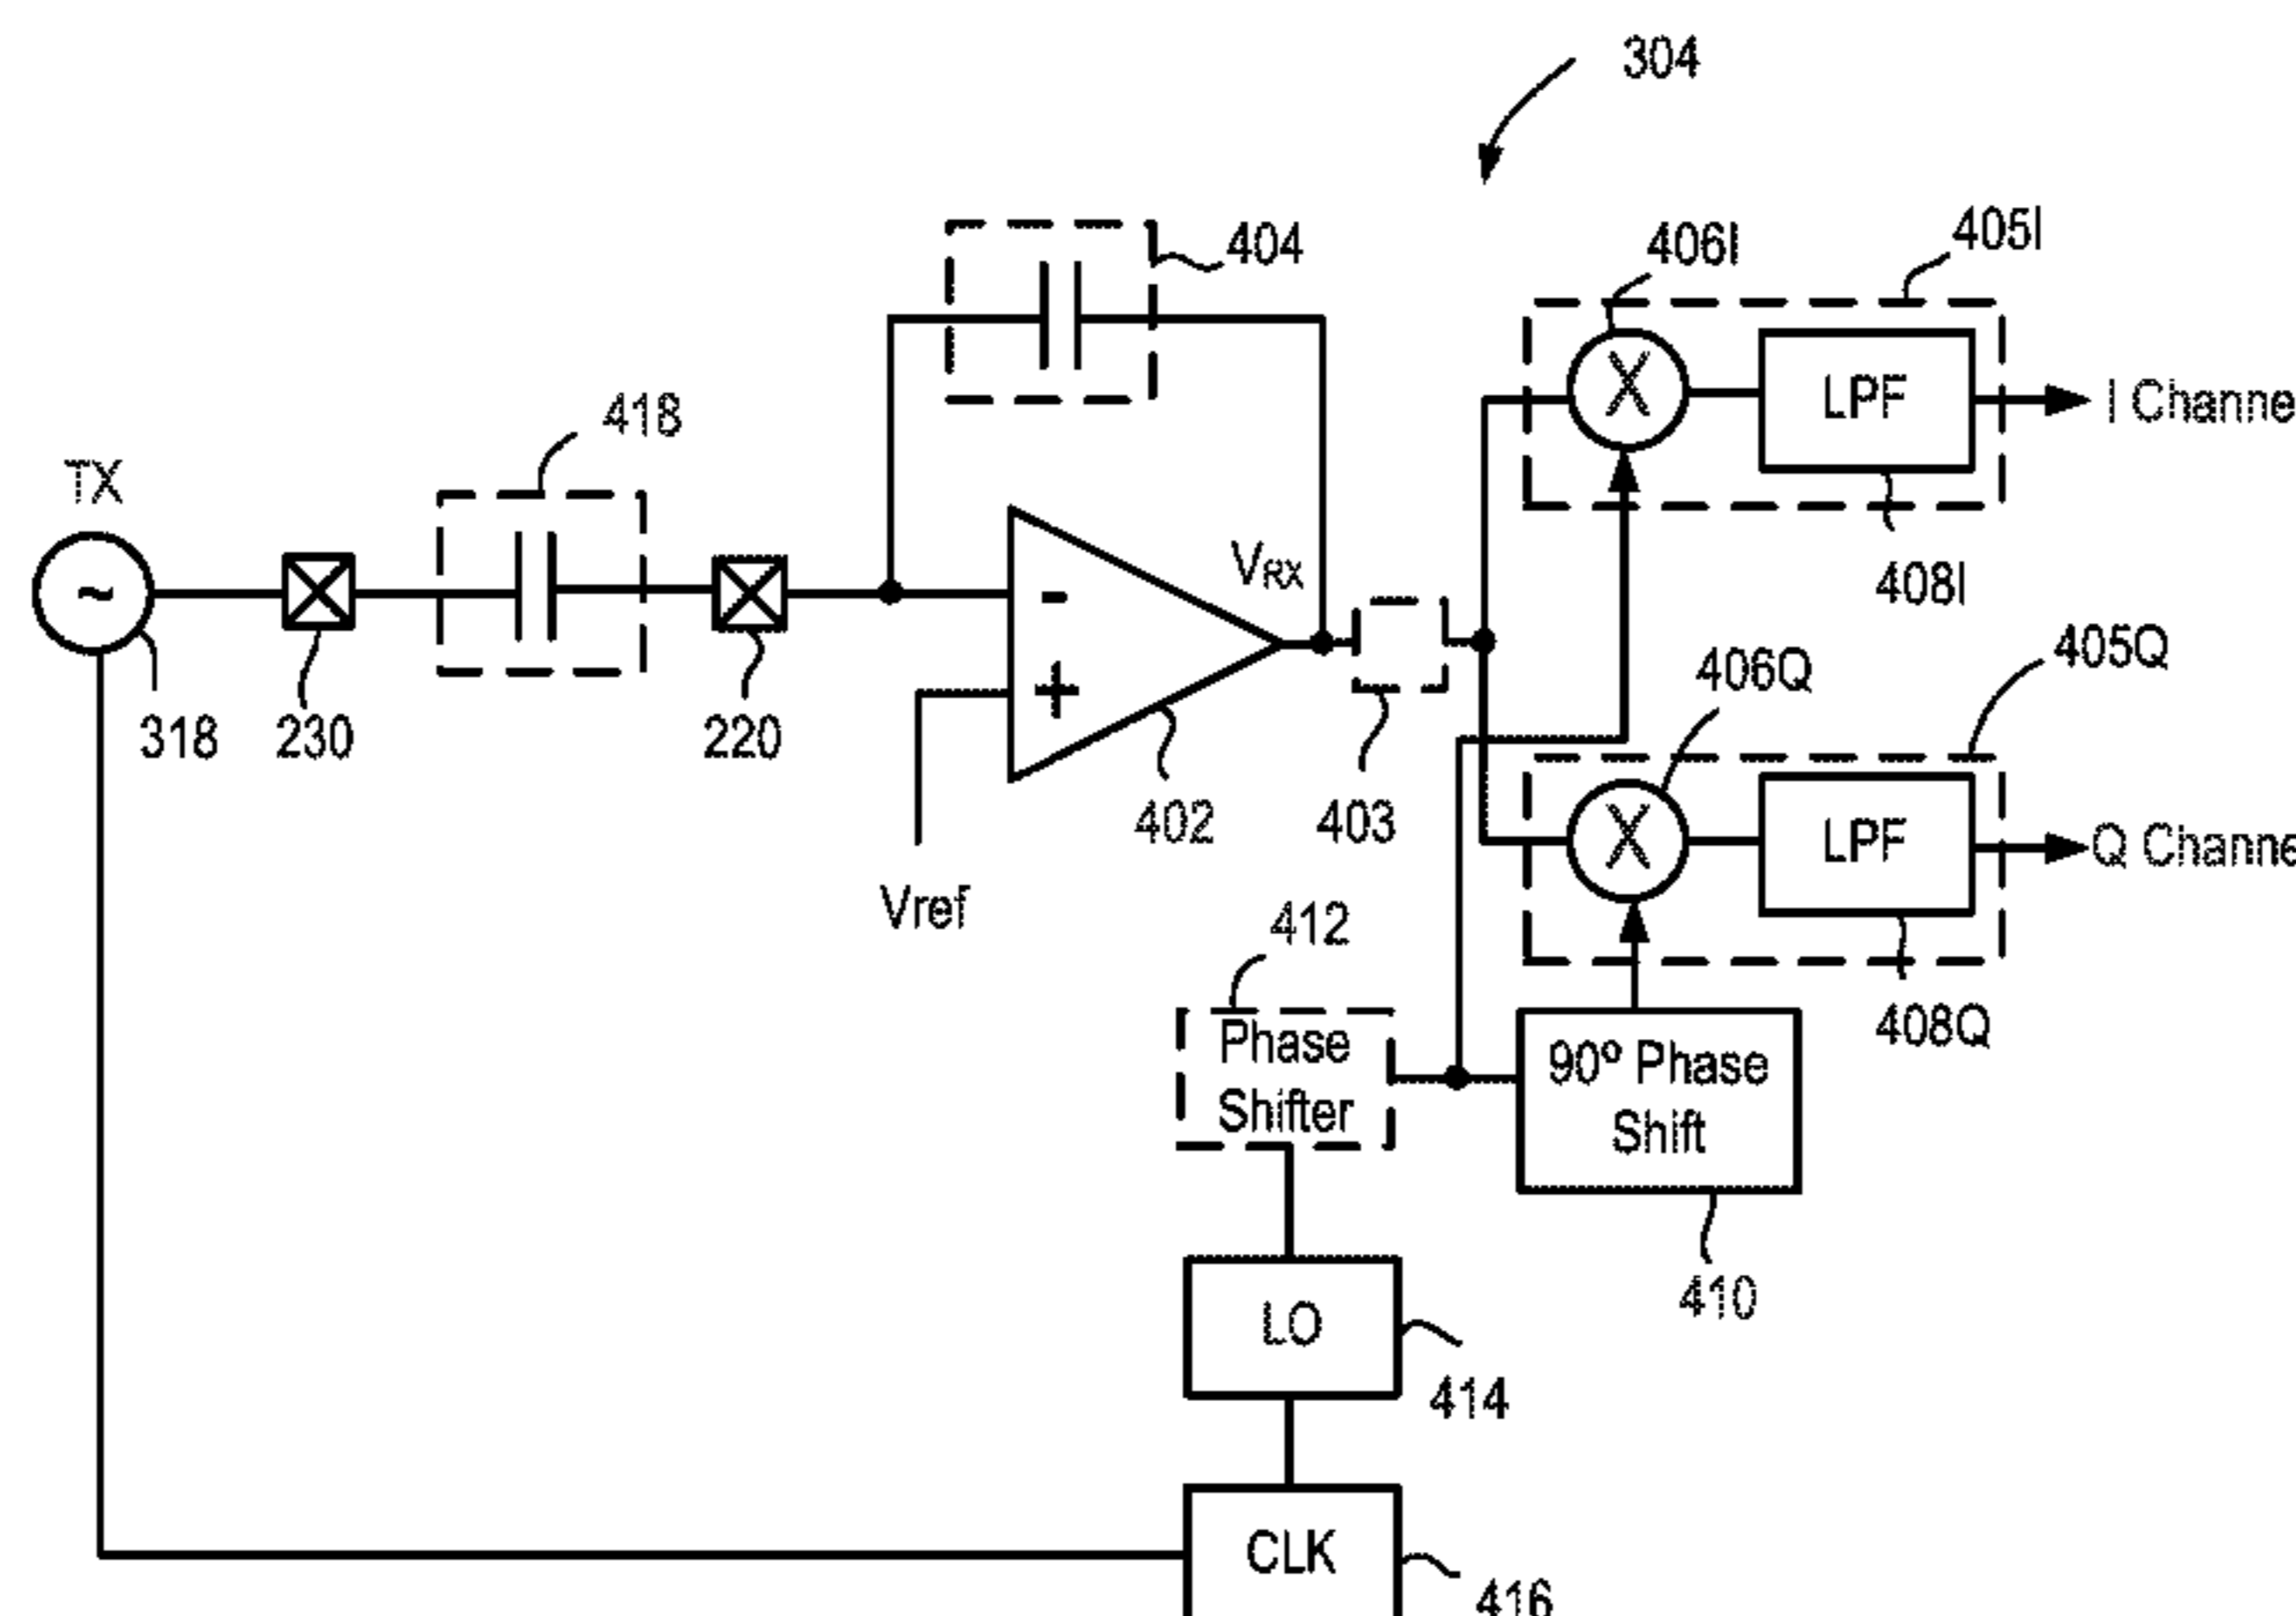 304
404
406I
405I
X
LPF
I Channe
408I
418
TX
~
318
230
220
-
+
VRX
402
403
Vref
406Q
405Q
X
LPF
Q Channe
408Q
412
Phase
Shifter
90º Phase
Shift
410
LO
414
CLK
416